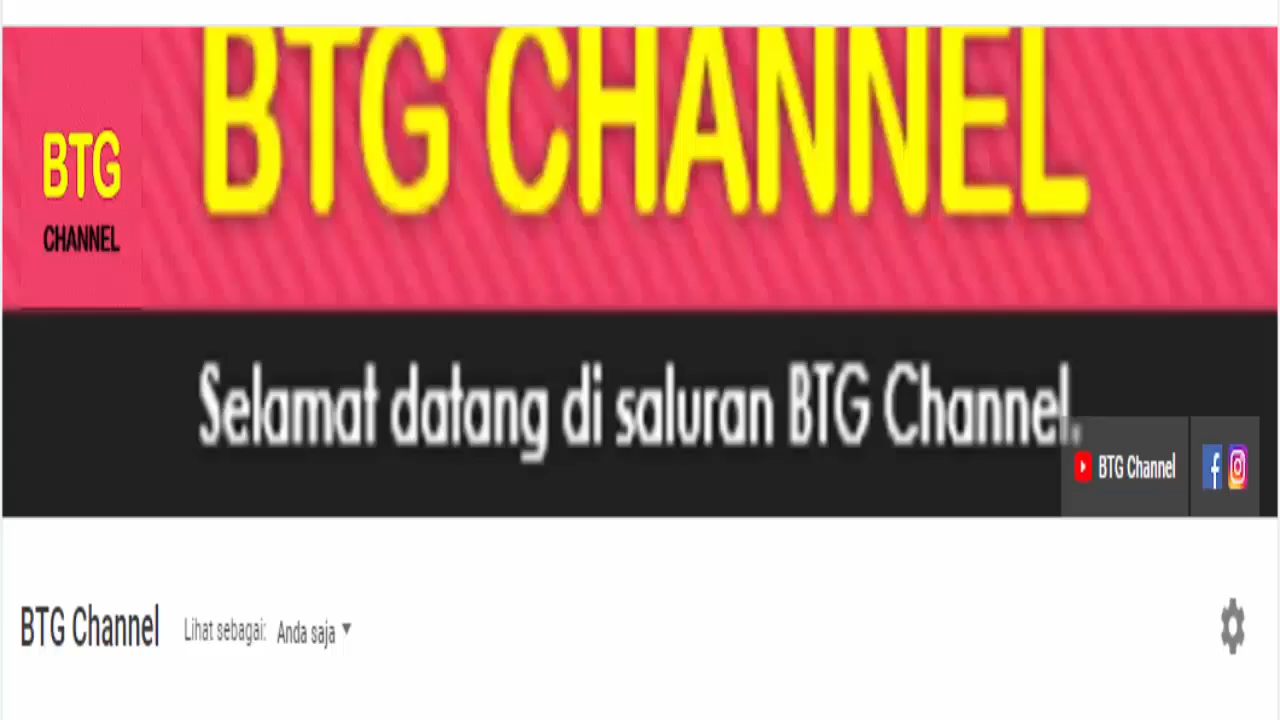 BTG CHANNEL
BTG
CHANNEL
Selamat datang di saluran BTG Channel.
BTG Channel
BTG Channel Lihat sebagai: Anda saja